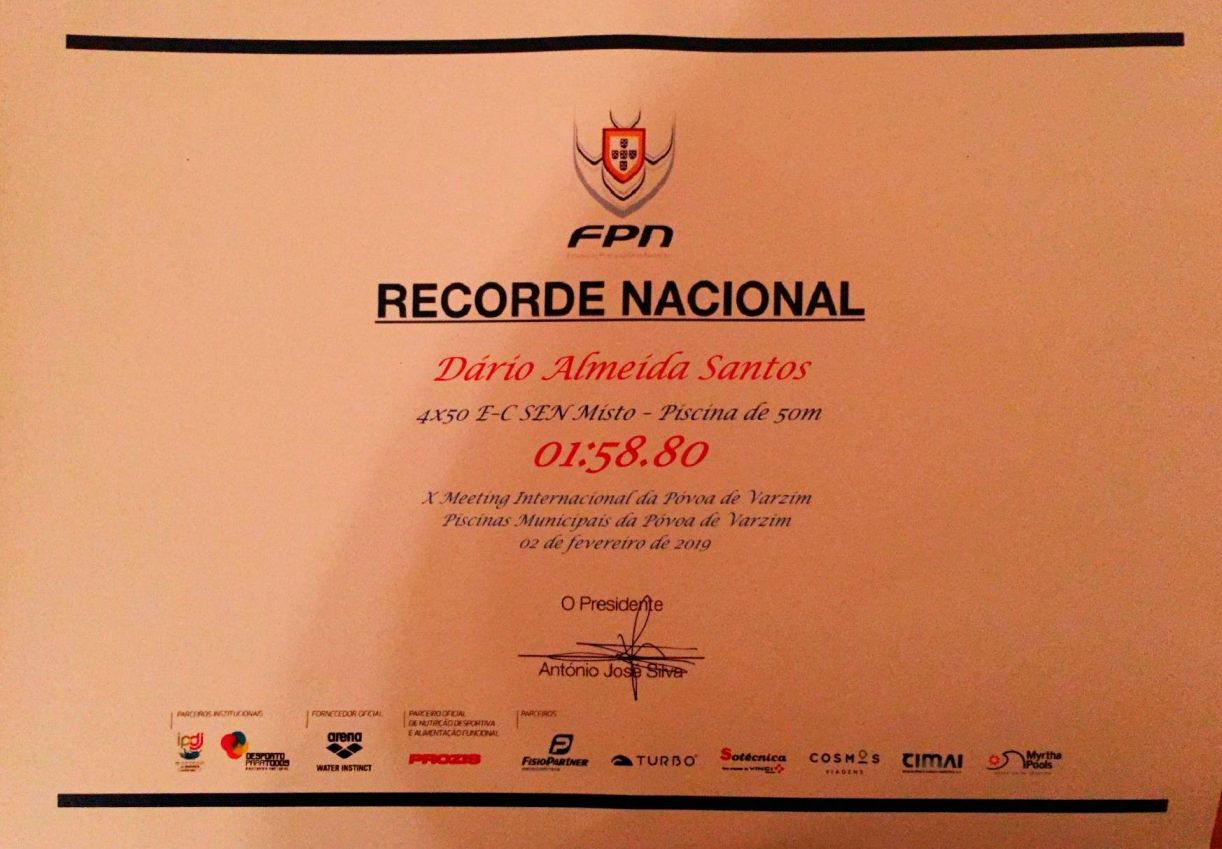 FPN
RECORDE NACIONAL
Dário Almeida Santos
4x50 E-C SEN Misto - Piscina de 50m
01:58.80
X Meeting Internacional da Póvoa de Varzim
Piscinas Municipais da Póvoa de Varzim
02 de fevereiro de 2019
O Presidente
António José Silva
PARCEIROS INSTITUCIONAIS
FORNECEDOR OFICIAL
PARCEIRO OFICIAL
DE NUTRIÇÃO DESPORTIVA
E ALIMENTAÇÃO FUNCIONAL
PARCEIROS
ipdj
DESPORTO
PARATODOS
arena
WATER INSTINCT
PROZIS
FISIOPARTNER
TURBO
Sotécnica
VINCI
COSMOS
VIAGENS
CIMAI
Myrtha
Pools